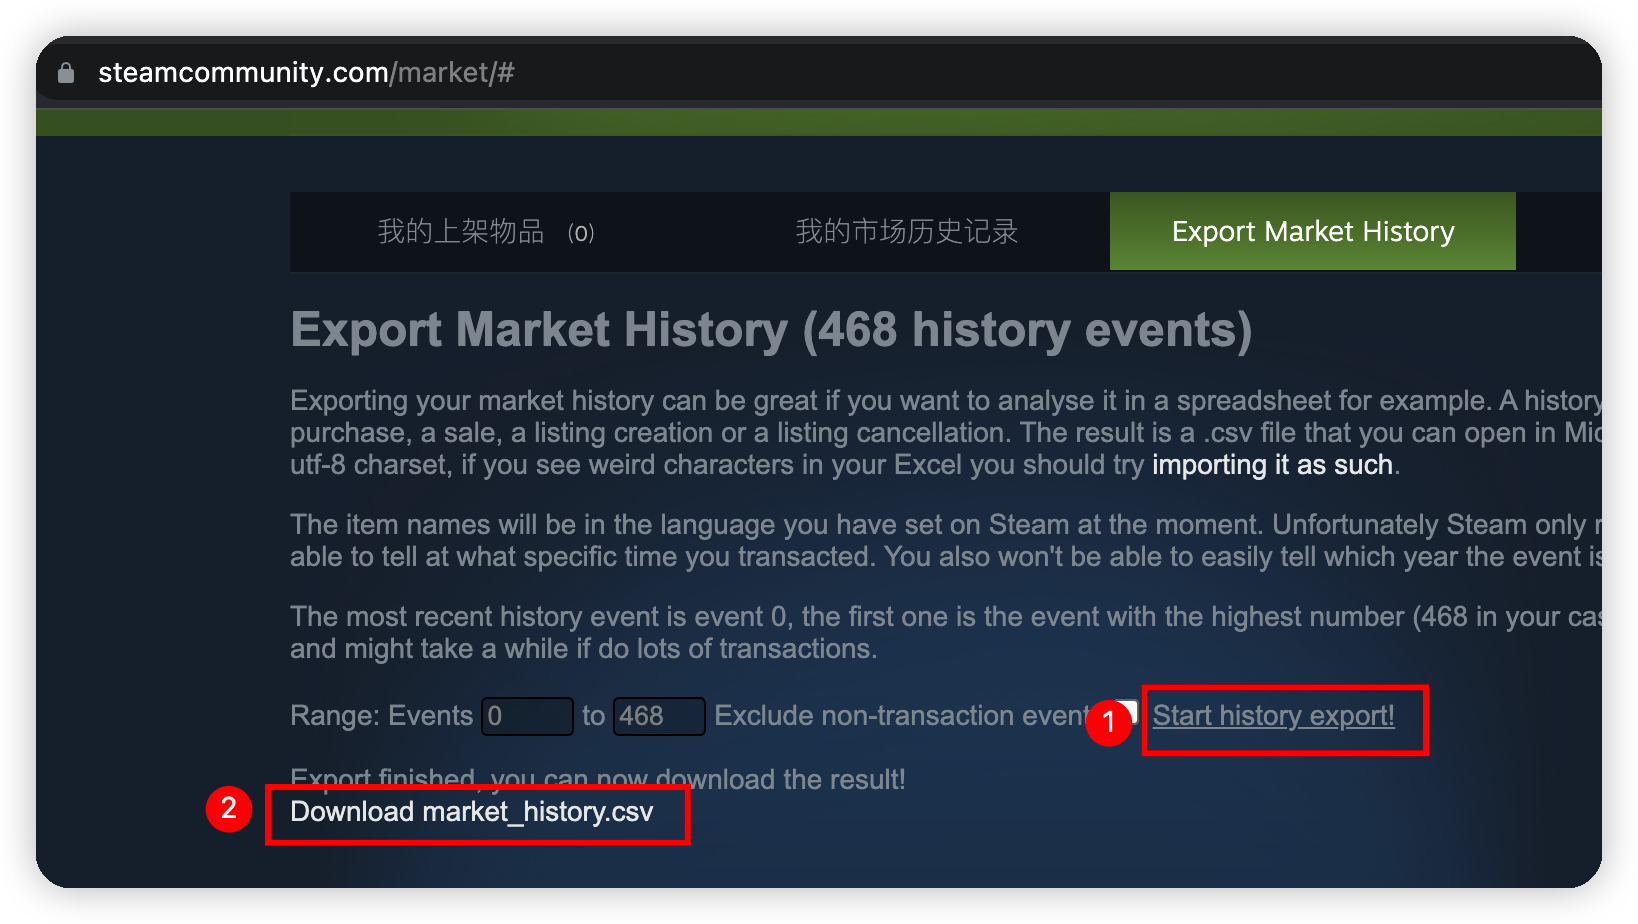 steamcommunity.com/market/#
我的上架物品 (0) 我的市场历史记录 Export Market History
Export Market History (468 history events)
Exporting your market history can be great if you want to analyse it in a spreadsheet for example. A history
purchase, a sale, a listing creation or a listing cancellation. The result is a .csv file that you can open in
utf-8 charset, if you see weird characters in your Excel you should try importing it as such.
The item names will be in the language you have set on Steam at the moment. Unfortunately Steam only
able to tell at what specific time you transacted. You also won't be able to easily tell which year the event is
The most recent history event is event 0, the first one is the event with the highest number (468 in your
and might take a while if do lots of transactions.
Range: Events 0 to 468 Exclude non-transaction event 1 Start history export!
Export finished, you can now download the result!
2 Download market_history.csv